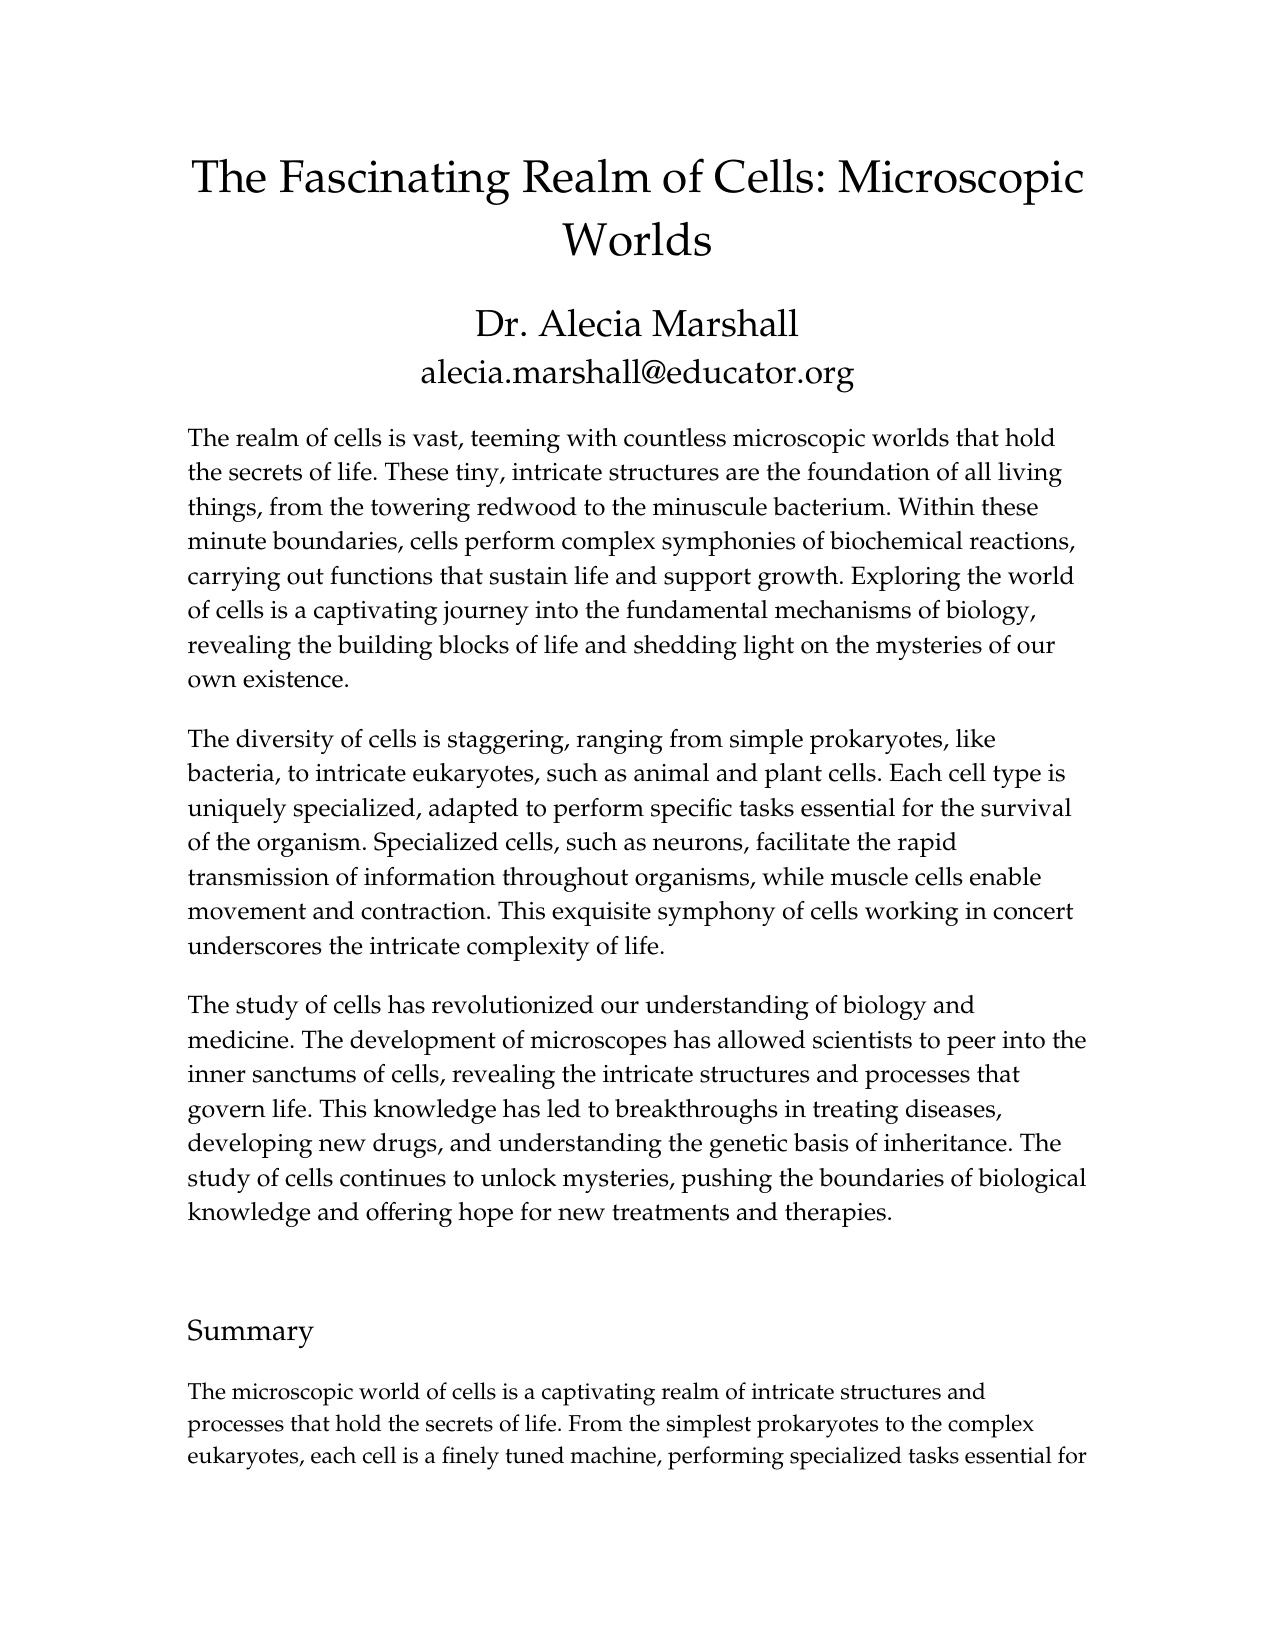 The Fascinating Realm of Cells: Microscopic
Worlds
Dr. Alecia Marshall
alecia.marshall@educator.org
The realm of cells is vast, teeming with countless microscopic worlds that hold
the secrets of life. These tiny, intricate structures are the foundation of all living
things, from the towering redwood to the minuscule bacterium. Within these
minute boundaries, cells perform complex symphonies of biochemical reactions,
carrying out functions that sustain life and support growth. Exploring the world
of cells is a captivating journey into the fundamental mechanisms of biology,
revealing the building blocks of life and shedding light on the mysteries of our
own existence.
The diversity of cells is staggering, ranging from simple prokaryotes, like
bacteria, to intricate eukaryotes, such as animal and plant cells. Each cell type is
uniquely specialized, adapted to perform specific tasks essential for the survival
of the organism. Specialized cells, such as neurons, facilitate the rapid
transmission of information throughout organisms, while muscle cells enable
movement and contraction. This exquisite symphony of cells working in concert
underscores the intricate complexity of life.
The study of cells has revolutionized our understanding of biology and
medicine. The development of microscopes has allowed scientists to peer into the
inner sanctums of cells, revealing the intricate structures and processes that
govern life. This knowledge has led to breakthroughs in treating diseases,
developing new drugs, and understanding the genetic basis of inheritance. The
study of cells continues to unlock mysteries, pushing the boundaries of biological
knowledge and offering hope for new treatments and therapies.
Summary
The microscopic world of cells is a captivating realm of intricate structures and
processes that hold the secrets of life. From the simplest prokaryotes to the complex
eukaryotes, each cell is a finely tuned machine, performing specialized tasks essential for